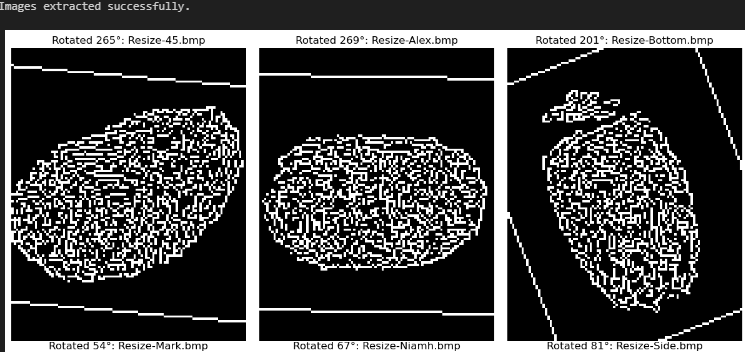 Images extracted successfully.
Rotated 265°: Resize-45.bmp
Rotated 269°: Resize-Alex.bmp
Rotated 201°: Resize-Bottom.bmp
Rotated 54°: Resize-Mark.bmp
Rotated 67°: Resize-Niamh.bmp
Rotated 81°: Resize-Side.bmp